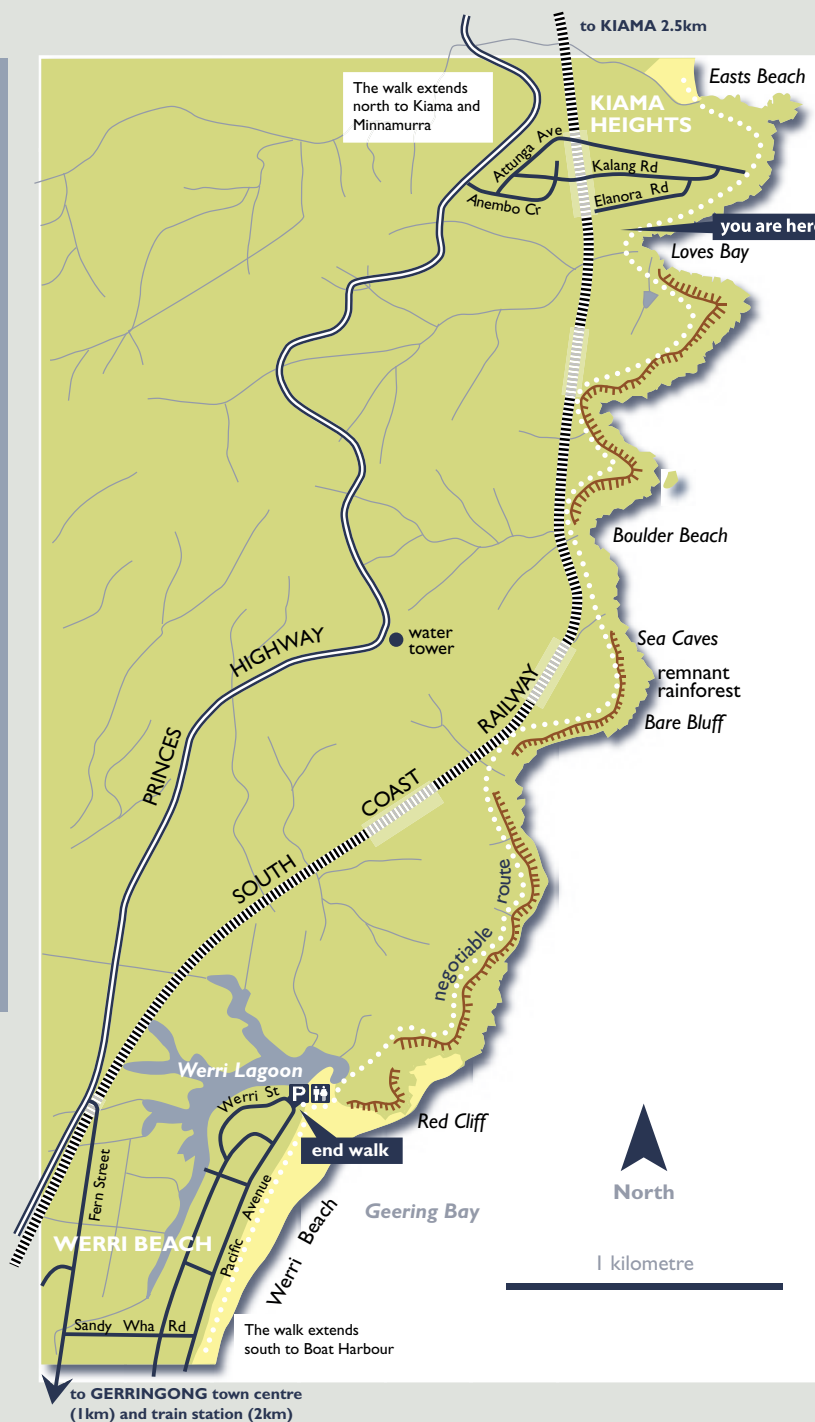 to KIAMA 2.5km
Easts Beach
The walk extends
north to Kiama and
Minnamurra
KIAMA
HEIGHTS
Attunga Ave
Kalang Rd
Elanora Rd
Anembo Cr
you are here
Loves Bay
Boulder Beach
Sea Caves
remnant
rainforest
Bare Bluff
water
tower
PRINCES HIGHWAY
SOUTH COAST RAILWAY
negotiable route
Werri Lagoon
Werri St
P
Red Cliff
end walk
Fern Street
Pacific Avenue
WERRI BEACH
Werri Beach
Geering Bay
North
1 kilometre
Sandy Wha Rd
The walk extends
south to Boat Harbour
to GERRINGONG town centre
(1km) and train station (2km)